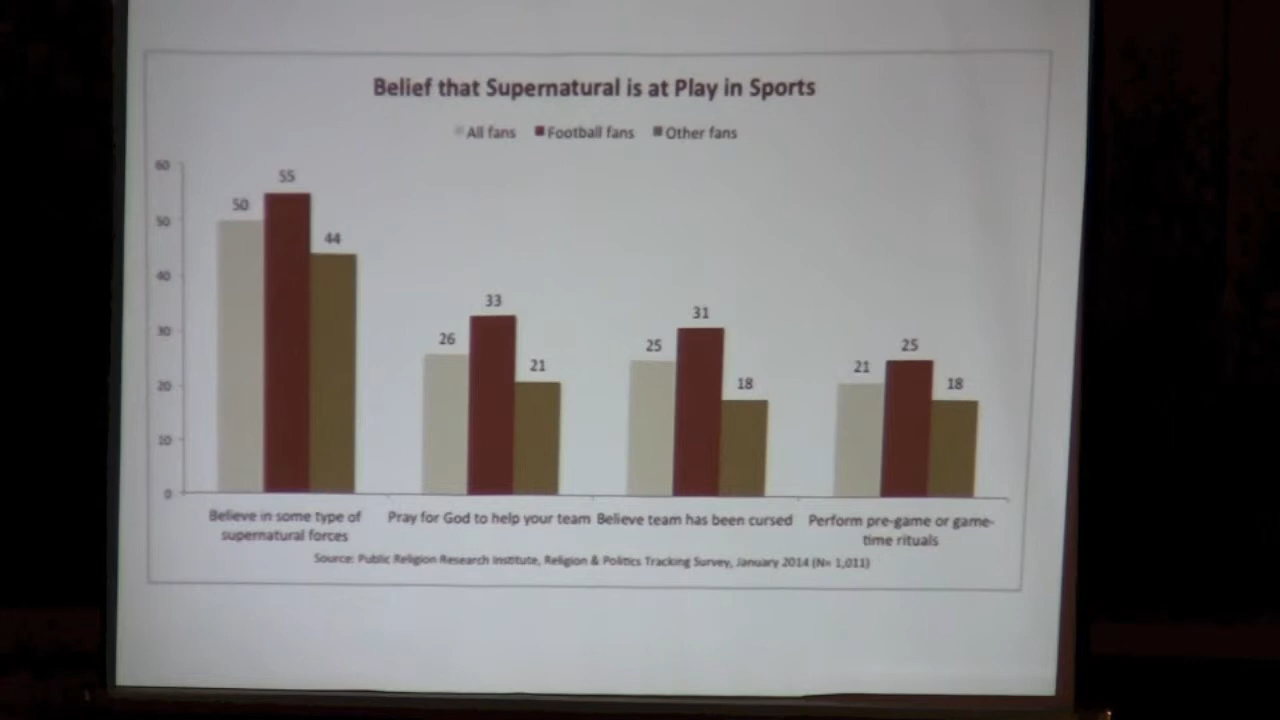 Belief that Supernatural is at Play in Sports
All fans Football fans Other fans
60
50
40
30
20
10
0
50 55 44
26 33 21
25 31 18
21 25 18
Believe in some type of
supernatural forces
Pray for God to help your team
Believe team has been cursed
Perform pre-game or game-
time rituals
Source: Public Religion Research Institute, Religion & Politics Tracking Survey, January 2014 (N= 1,011)